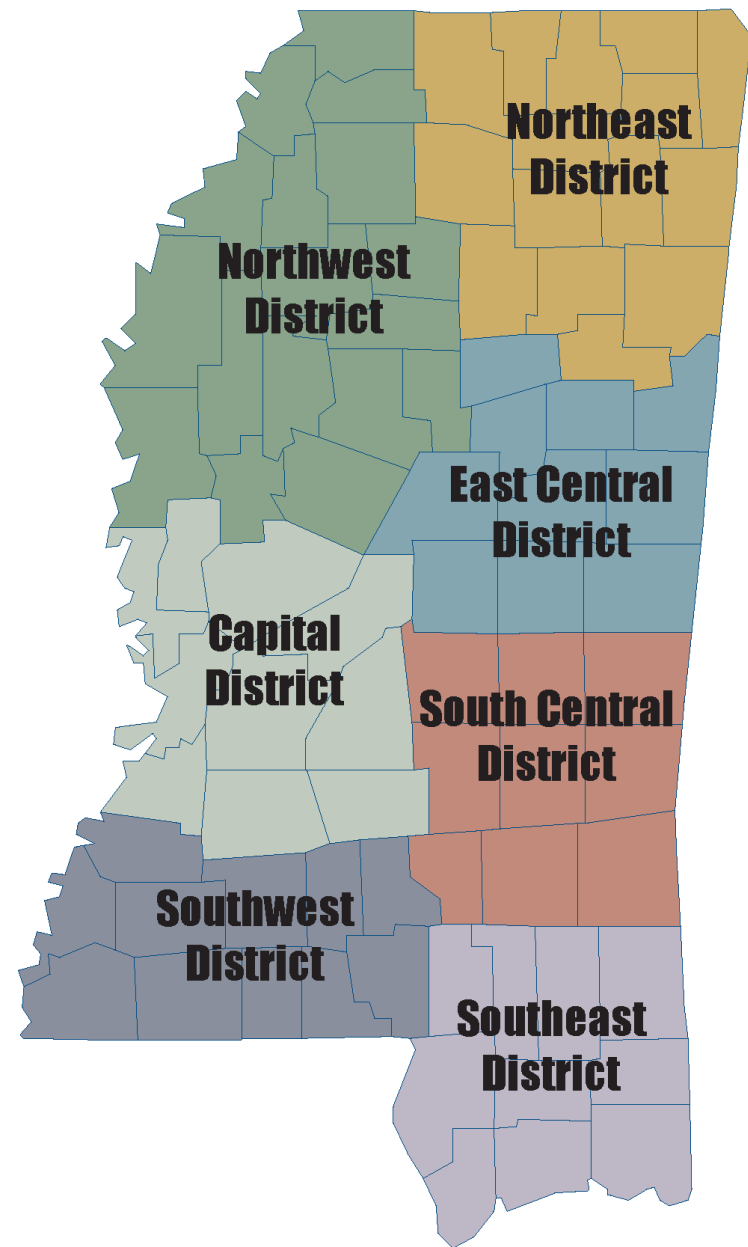 Northeast
District
Northwest
District
East Central
District
Capital
District
South Central
District
Southwest
District
Southeast
District